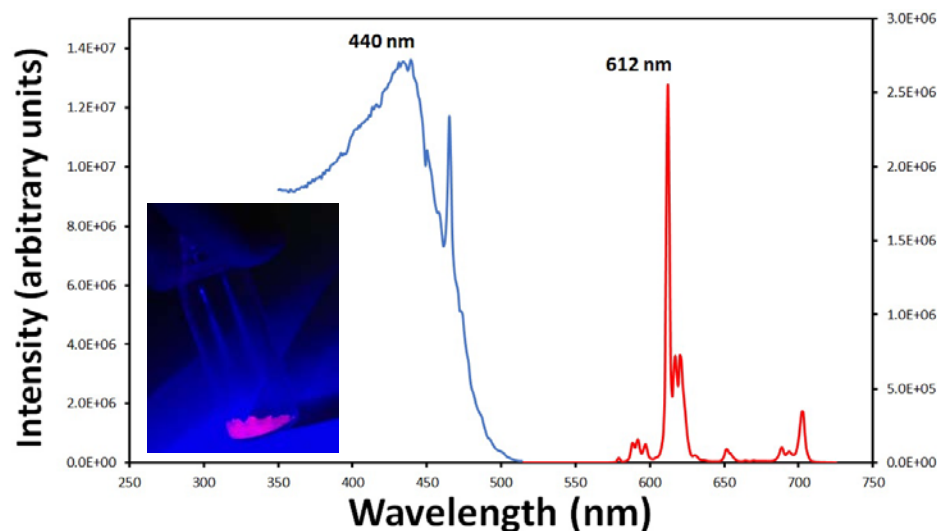 440 nm
612 nm
Intensity (arbitrary units)
1.4E+07
1.2E+07
1.0E+07
8.0E+06
6.0E+06
4.0E+06
2.0E+06
0.0E+00
3.0E+06
2.5E+06
2.0E+06
1.5E+06
1.0E+06
5.0E+05
0.0E+00
250 300 350 400 450 500 550 600 650 700 750
Wavelength (nm)